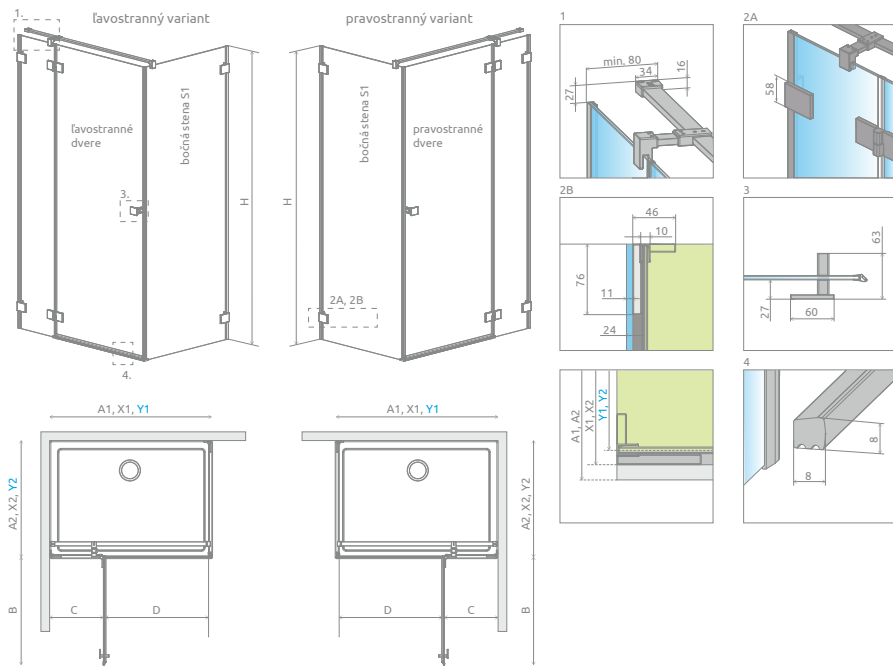 1.
ľavostranný variant
pravostranný variant
ľavostranné
dvere
bočná stena S1
H
3.
4.
H
bočná stena S1
pravostranné
dvere
2A, 2B
1
min. 80
34
16
27
2A
58
2B
46
10
76
11
24
3
63
27
60
A1, A2
X1, X2
Y1, Y2
4
8
8
A1, X1, Y1
A2, X2, Y2
B
C
D
A1, X1, Y1
A2, X2, Y2
B
D
C